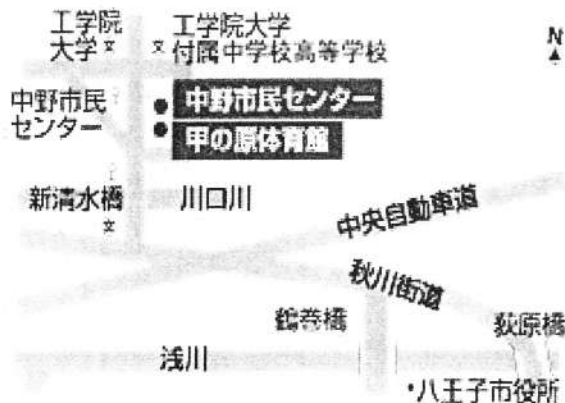 工学院
大学
工学院大学
付属中学校高等学校
N
中野市民
センター
中野市民センター
甲の原体育館
新清水橋
川口川
中央自動車道
秋川街道
鶴巻橋
荻原橋
浅川
・八王子市役所